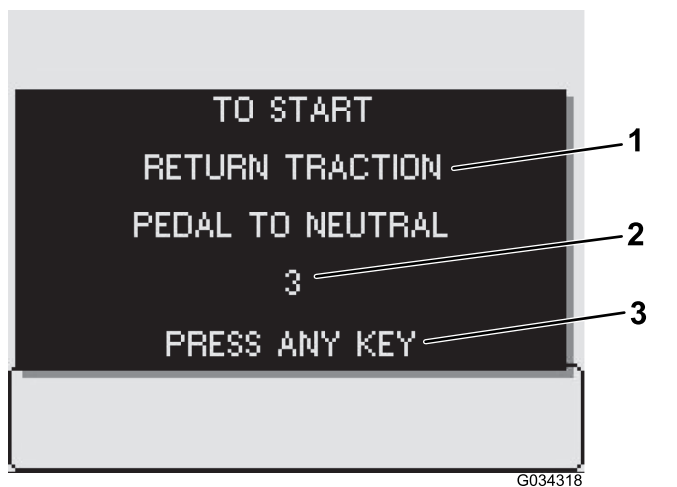 TO START
RETURN TRACTION
1
PEDAL TO NEUTRAL
2
3
PRESS ANY KEY
3
G034318